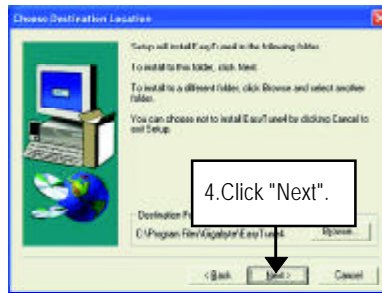 Choose Destination Location
Setup will install EasyTune4 in the following folder.
To install to this folder, click Next.
To install to a different folder, click Browse and select another
folder.
You can choose not to install EasyTune4 by clicking Cancel to
exit Setup.
4.Click "Next".
Destination
C:\Program Files\Gigabyte\EasyTune4
Browse...
< Back
Next >
Cancel